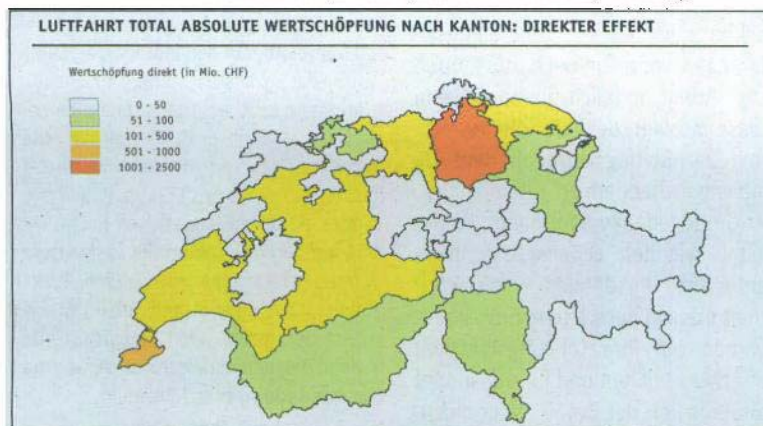 LUFTFAHRT TOTAL ABSOLUTE WERTSCHÖPFUNG NACH KANTON: DIREKTER EFFEKT
Wertschöpfung direkt (in Mio. CHF)
0 - 50
51 - 100
101 - 500
501 - 1000
1001 - 2500